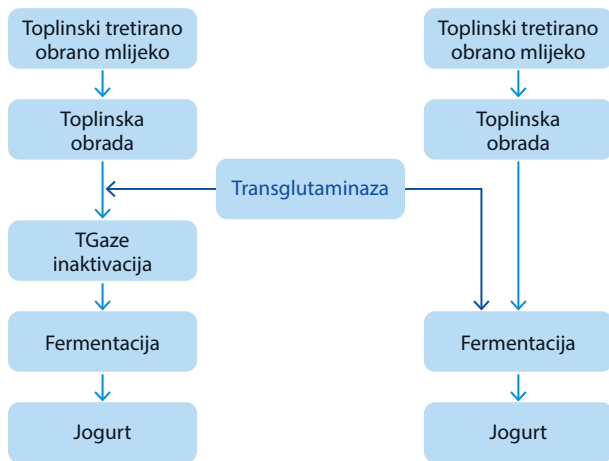 Toplinski tretirano
obrano mlijeko
Toplinska
obrada
TGaze
inaktivacija
Fermentacija
Jogurt
Transglutaminaza
Toplinski tretirano
obrano mlijeko
Toplinska
obrada
Fermentacija
Jogurt